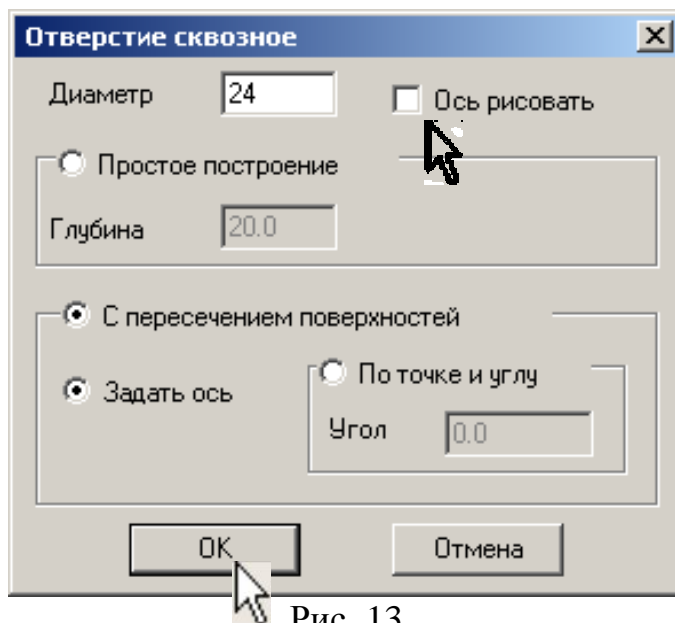 Отверстие сквозное
Диаметр 24 Ось рисовать
Простое построение
Глубина 20.0
С пересечением поверхностей
Задать ось По точке и углу
Угол 0.0
OK Отмена
Рис. 13